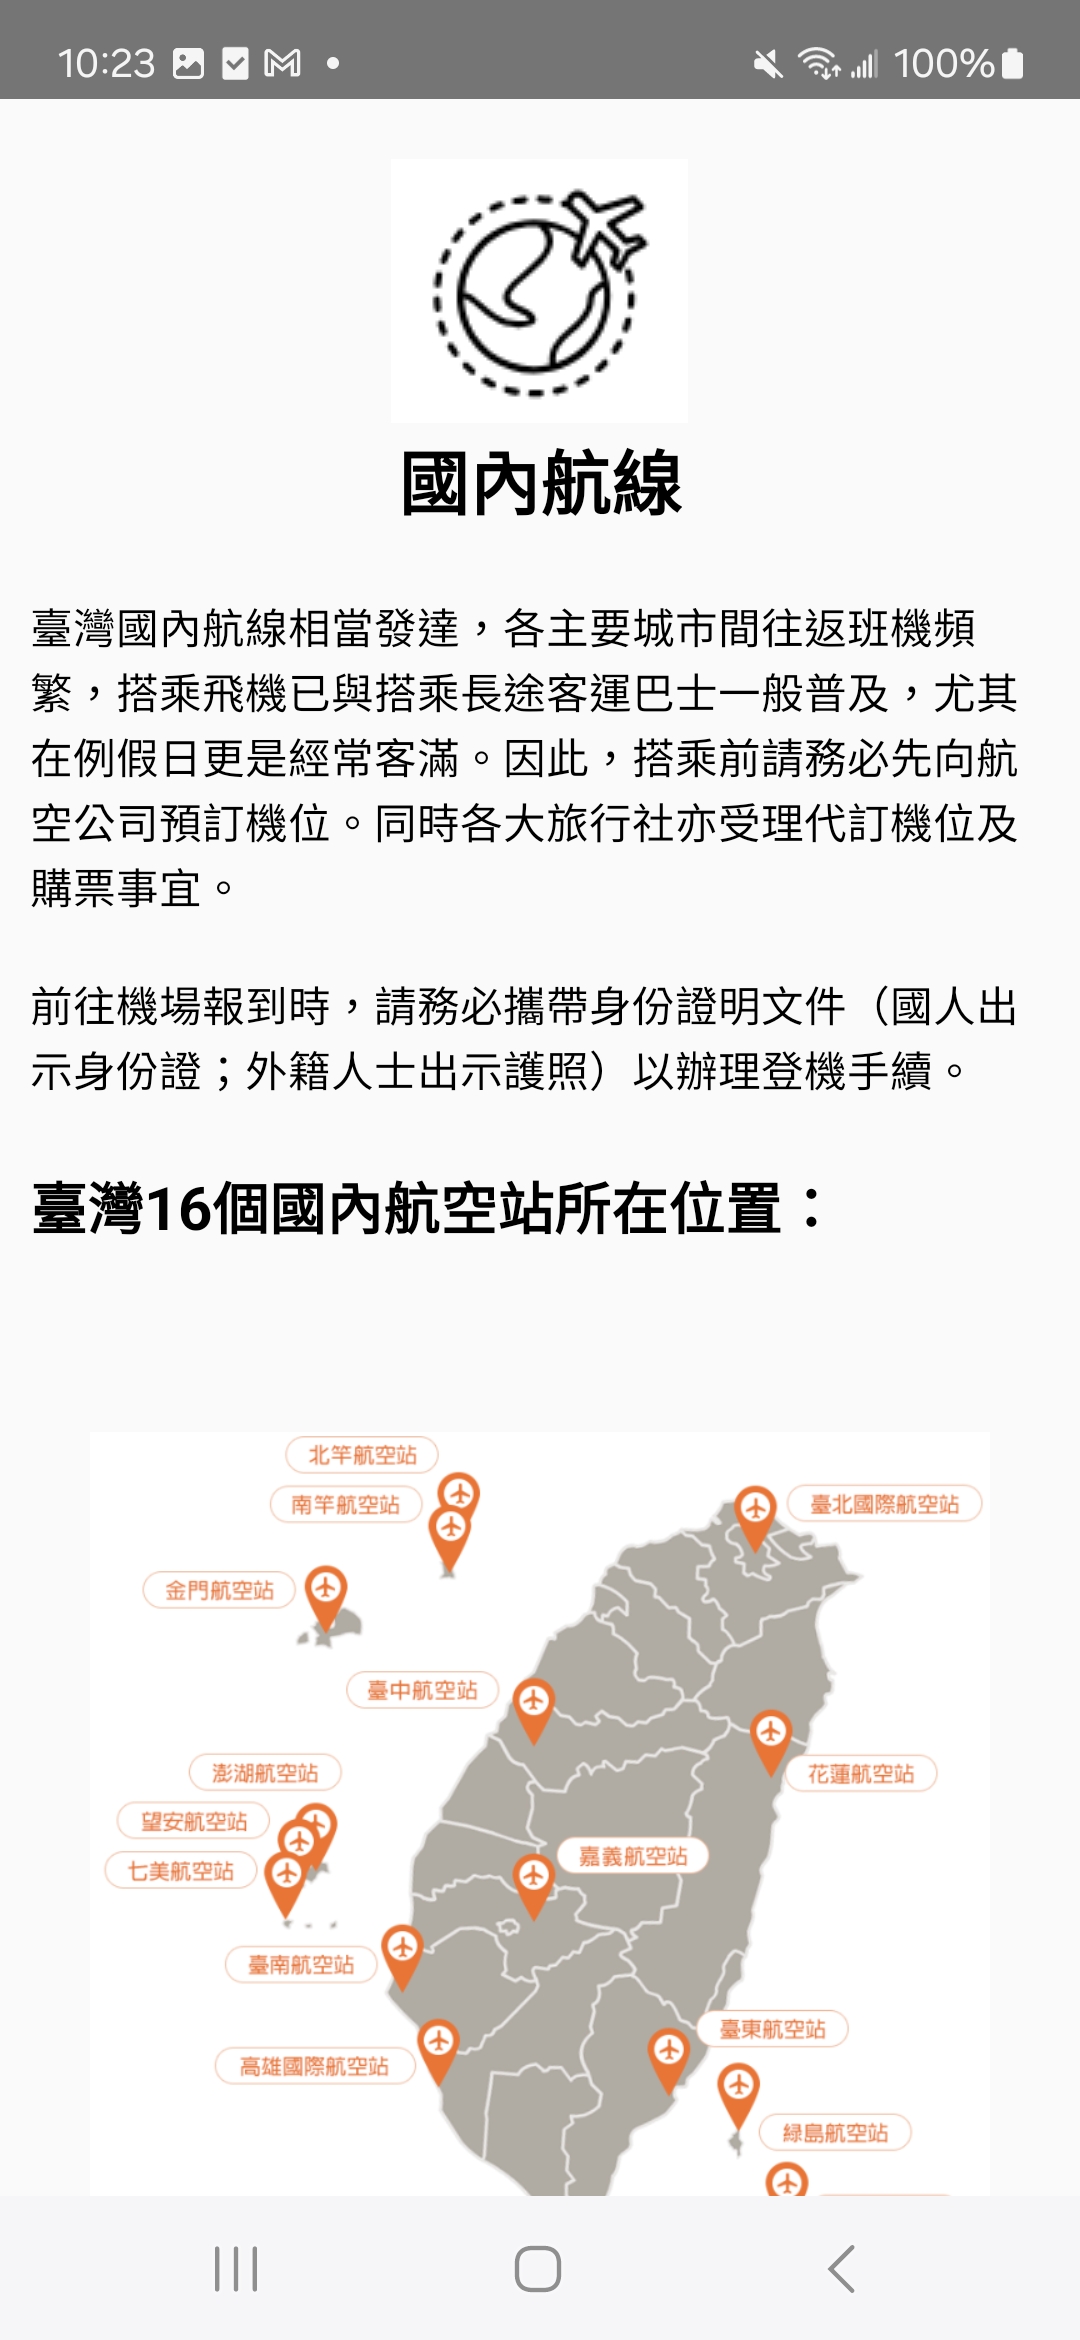 10:23
100%
國內航線
臺灣國內航線相當發達，各主要城市間往返班機頻
繁，搭乘飛機已與搭乘長途客運巴士一般普及，尤其
在例假日更是經常客滿。因此，搭乘前請務必先向航
空公司預訂機位。同時各大旅行社亦受理代訂機位及
購票事宜。
前往機場報到時，請務必攜帶身份證明文件（國人出
示身份證；外籍人士出示護照）以辦理登機手續。
臺灣16個國內航空站所在位置：
北竿航空站
南竿航空站
臺北國際航空站
金門航空站
臺中航空站
澎湖航空站
花蓮航空站
望安航空站
嘉義航空站
七美航空站
臺南航空站
臺東航空站
高雄國際航空站
綠島航空站